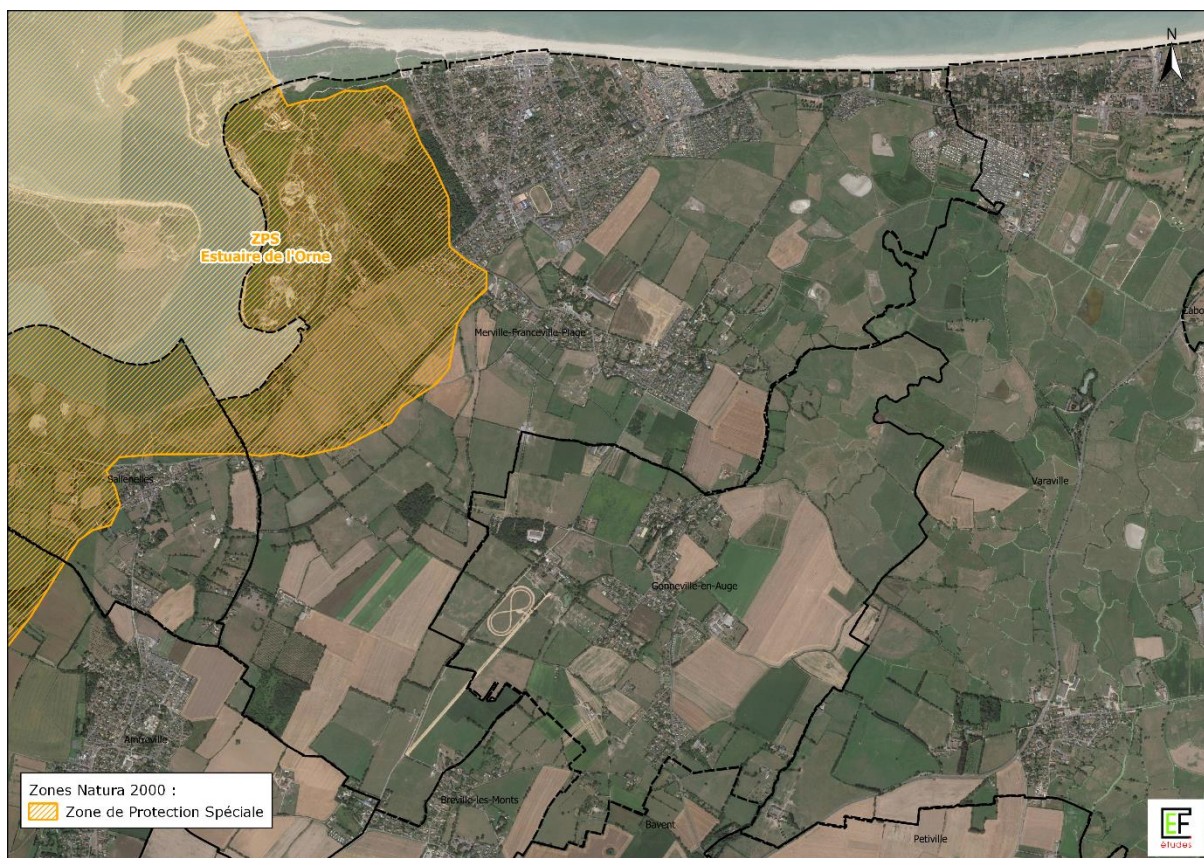 N
ZPS
Estuaire de l'Orne
Merville-Franceville-Plage
Sallenelles
Varaville
Gonneville-en-Auge
Amfreville
Bréville-les-Monts
Bavent
Petiville
Zones Natura 2000 :
Zone de Protection Spéciale
EF
études